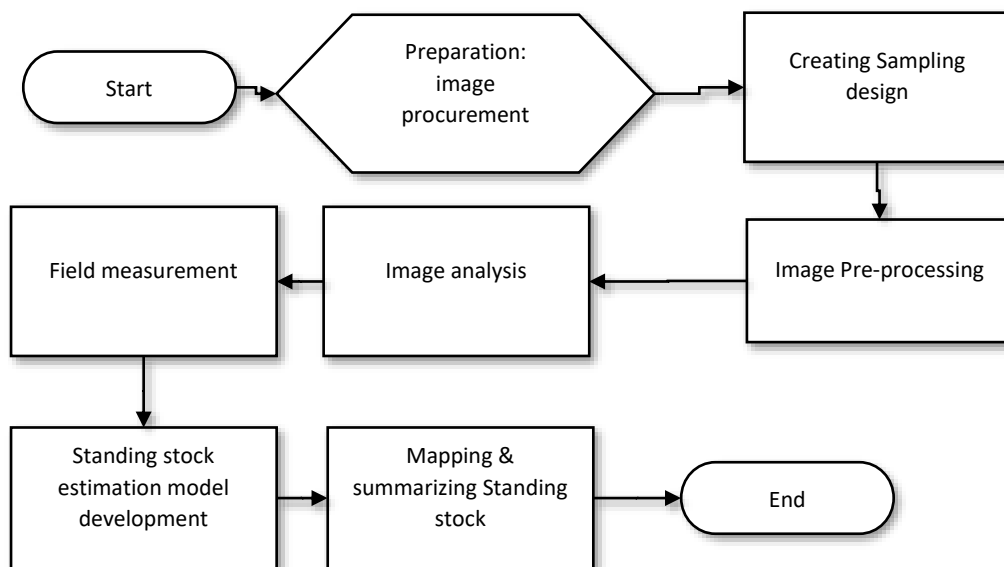 Start
Preparation:
image
procurement
Creating Sampling
design
Image Pre-processing
Image analysis
Field measurement
Standing stock
estimation model
development
Mapping &
summarizing Standing
stock
End